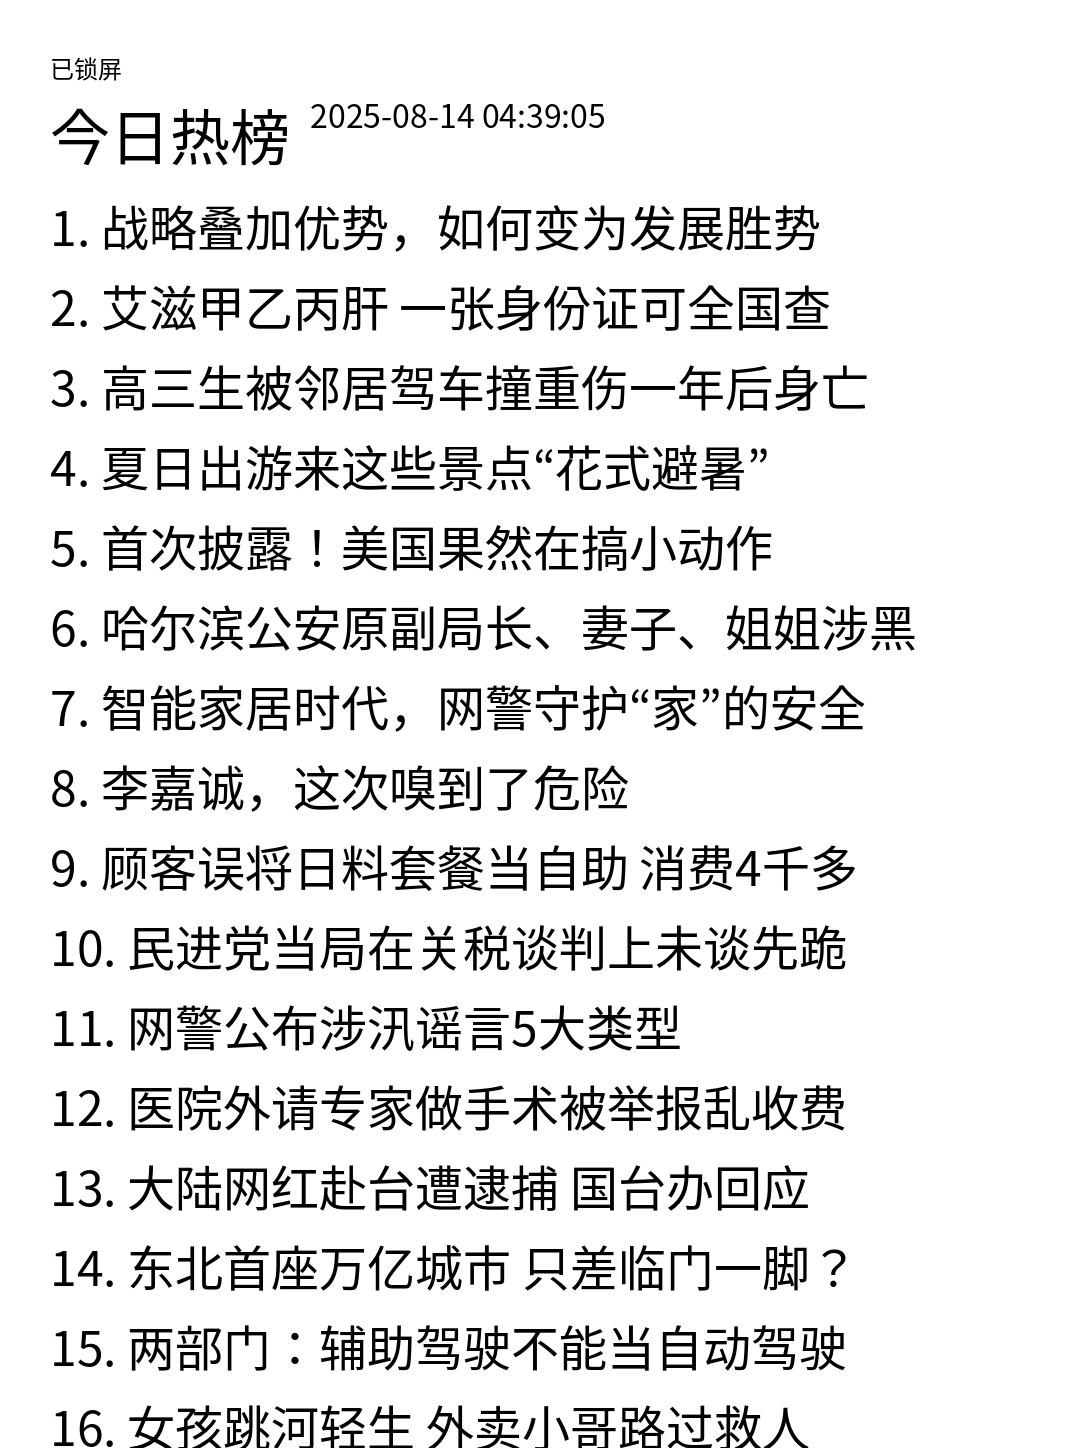 已锁屏
今日热榜 2025-08-14 04:39:05
1. 战略叠加优势，如何变为发展胜势
2. 艾滋甲乙丙肝 一张身份证可全国查
3. 高三生被邻居驾车撞重伤一年后身亡
4. 夏日出游来这些景点“花式避暑”
5. 首次披露！美国果然在搞小动作
6. 哈尔滨公安原副局长、妻子、姐姐涉黑
7. 智能家居时代，网警守护“家”的安全
8. 李嘉诚，这次嗅到了危险
9. 顾客误将日料套餐当自助 消费4千多
10. 民进党当局在关税谈判上未谈先跪
11. 网警公布涉汛谣言5大类型
12. 医院外请专家做手术被举报乱收费
13. 大陆网红赴台遭逮捕 国台办回应
14. 东北首座万亿城市 只差临门一脚？
15. 两部门：辅助驾驶不能当自动驾驶
16. 女孩跳河轻生 外卖小哥路过救人